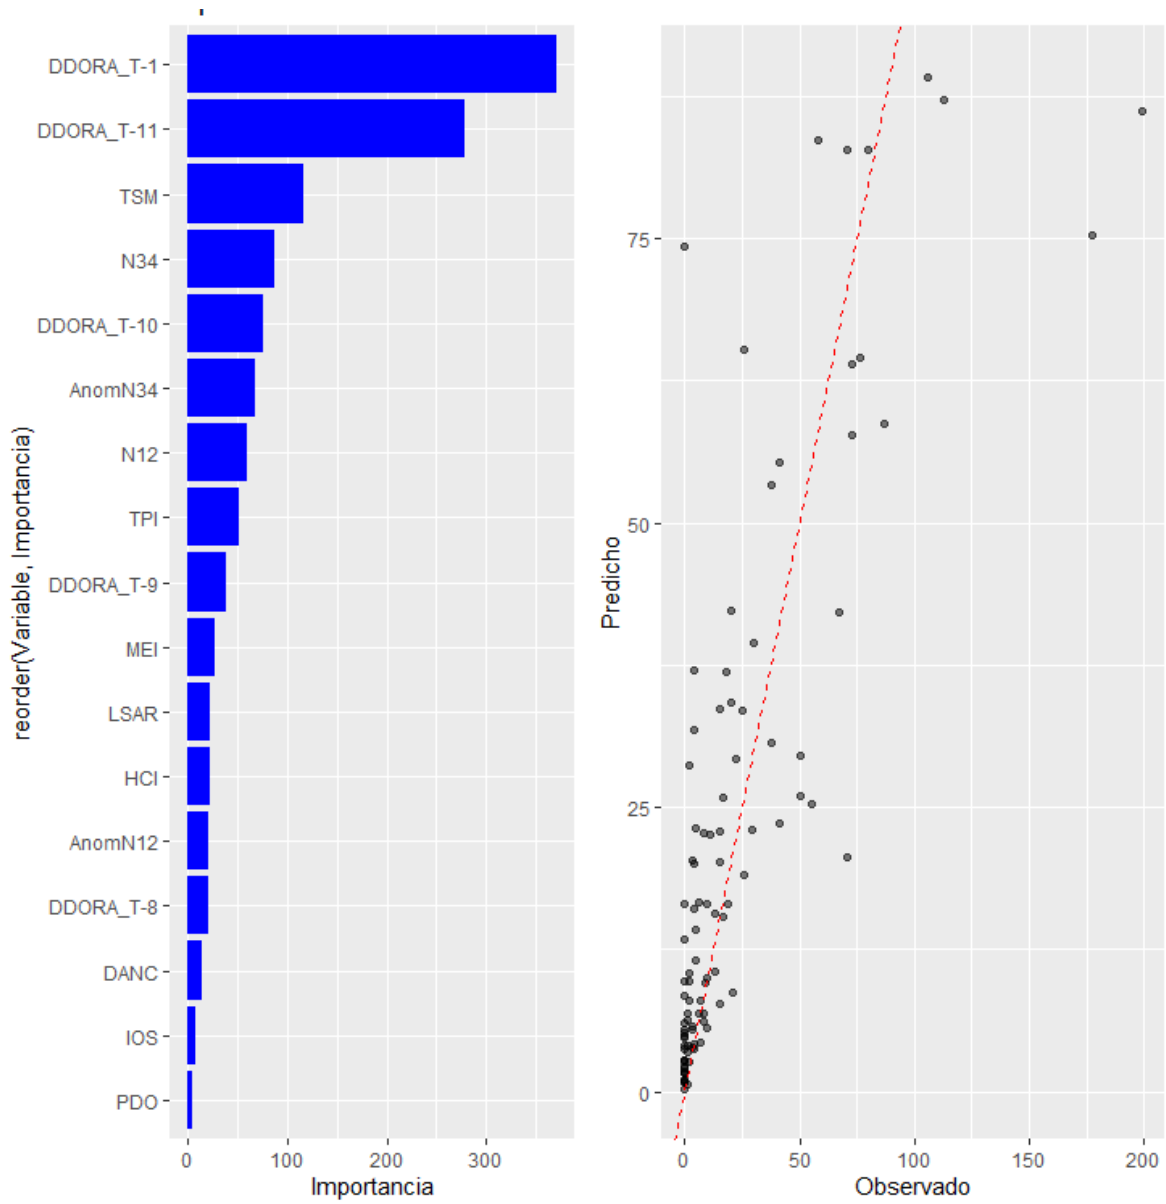 DDORA_T-1
DDORA_T-11
TSM
N34
DDORA_T-10
AnomN34
N12
TPI
DDORA_T-9
MEI
LSAR
HCI
AnomN12
DDORA_T-8
DANC
IOS
PDO
reorder(Variable, Importancia)
0 100 200 300
Importancia
75
50
25
0
Predicho
0 50 100 150 200
Observado